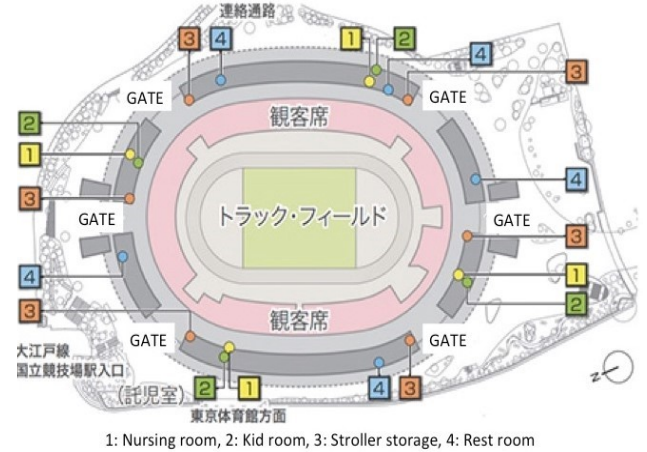 連絡通路
3 4 1 2 4 3
GATE GATE
2
1
観客席
3
4
GATE
トラック・フィールド
GATE
3
4
1
3
2
観客席
GATE GATE
大江戸線
国立競技場駅入口
(託児室)
2 1 4 3
東京体育館方面
N
1: Nursing room, 2: Kid room, 3: Stroller storage, 4: Rest room